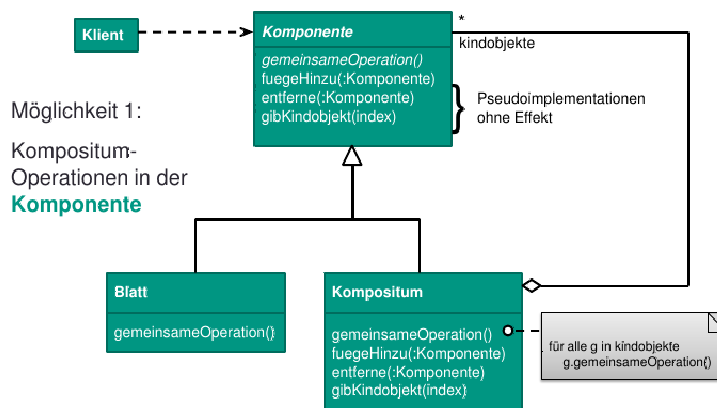 Klient
Komponente
*
kindobjekte
gemeinsameOperation()
fuegeHinzu(:Komponente)
entferne(:Komponente)
gibKindobjekt(index)
Pseudoimplementationen
ohne Effekt
Möglichkeit 1:
Kompositum-
Operationen in der
Komponente
Blatt
gemeinsameOperation()
Kompositum
gemeinsameOperation()
fuegeHinzu(:Komponente)
entferne(:Komponente)
gibKindobjekt(index)
für alle g in kindobjekte
g.gemeinsameOperation()